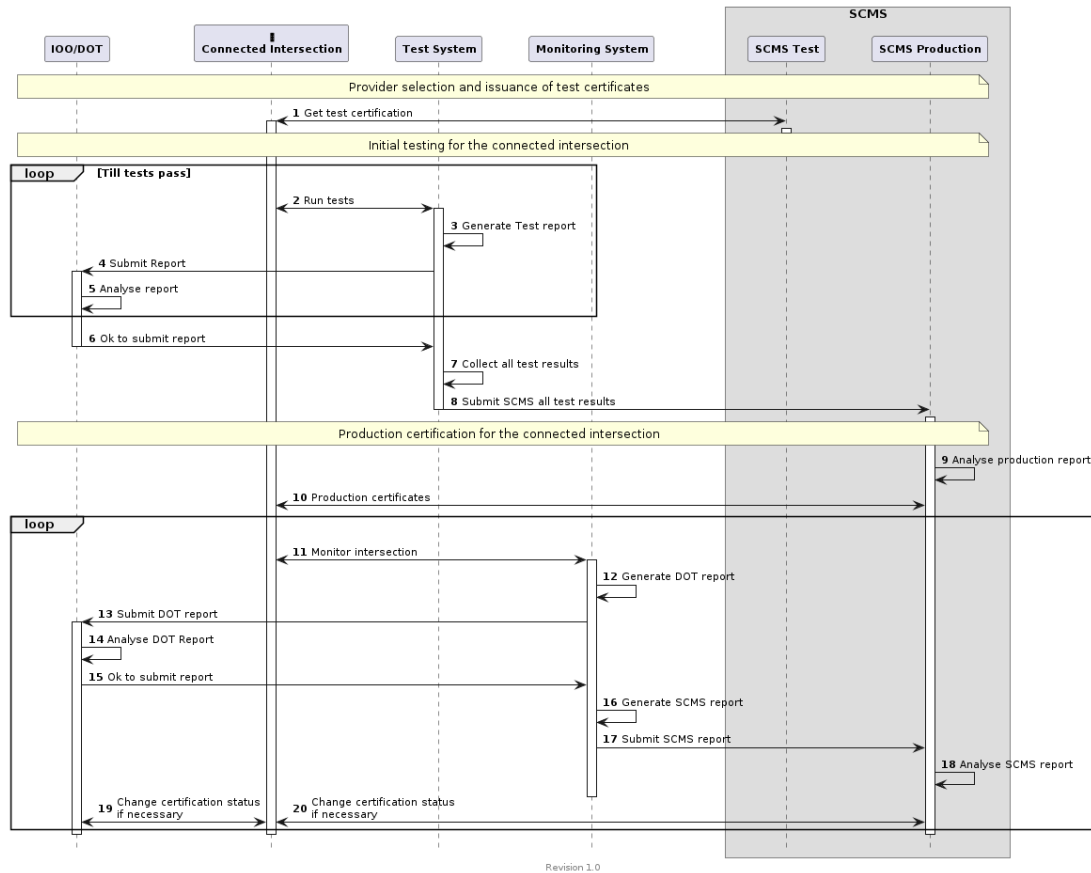 SCMS
IOO/DOT
Connected Intersection
Test System
Monitoring System
SCMS Test
SCMS Production
Provider selection and issuance of test certificates
1 Get test certification
Initial testing for the connected intersection
loop [Till tests pass]
2 Run tests
3 Generate Test report
4 Submit Report
5 Analyse report
6 Ok to submit report
7 Collect all test results
8 Submit SCMS all test results
Production certification for the connected intersection
9 Analyse production report
10 Production certificates
loop
11 Monitor intersection
12 Generate DOT report
13 Submit DOT report
14 Analyse DOT Report
15 Ok to submit report
16 Generate SCMS report
17 Submit SCMS report
18 Analyse SCMS report
19 Change certification status
if necessary
20 Change certification status
if necessary
Revision 1.0